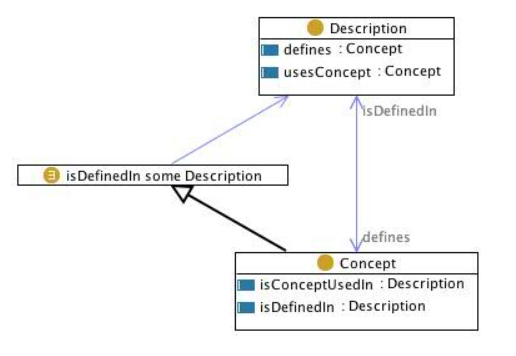 Description
defines : Concept
usesConcept : Concept
isDefinedIn
isDefinedIn some Description
defines
Concept
isConceptUsedIn : Description
isDefinedIn : Description